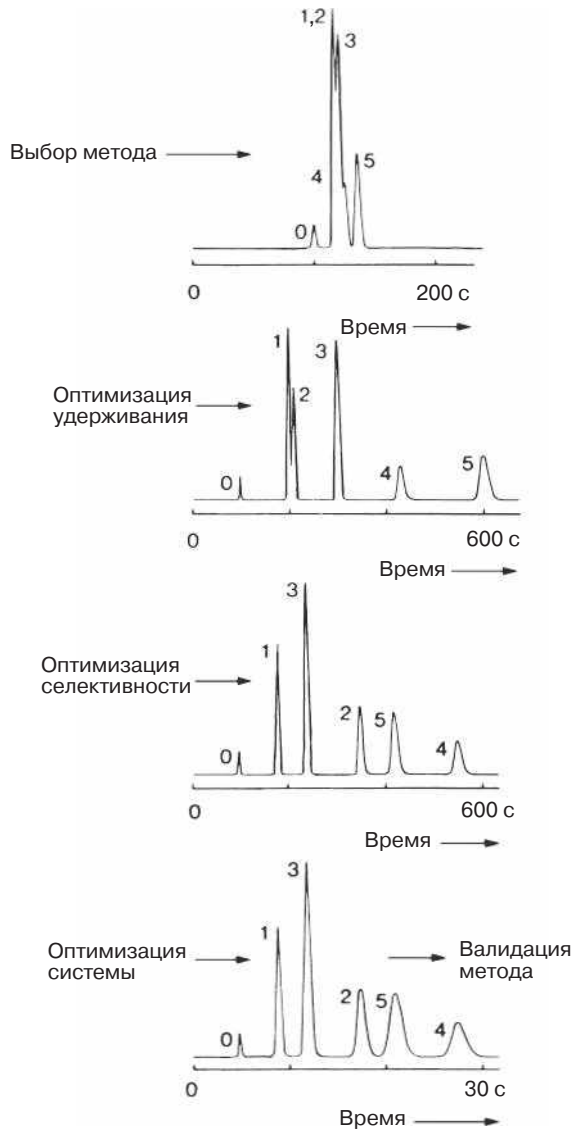 1,2
3
Выбор метода
4
5
0
0
200 с
Время
1
3
Оптимизация
удерживания
2
0
4
5
0
600 с
Время
3
Оптимизация
селективности
1
2
5
0
4
0
600 с
Время
3
Оптимизация
системы
1
Валидация
метода
2
5
0
4
0
30 с
Время